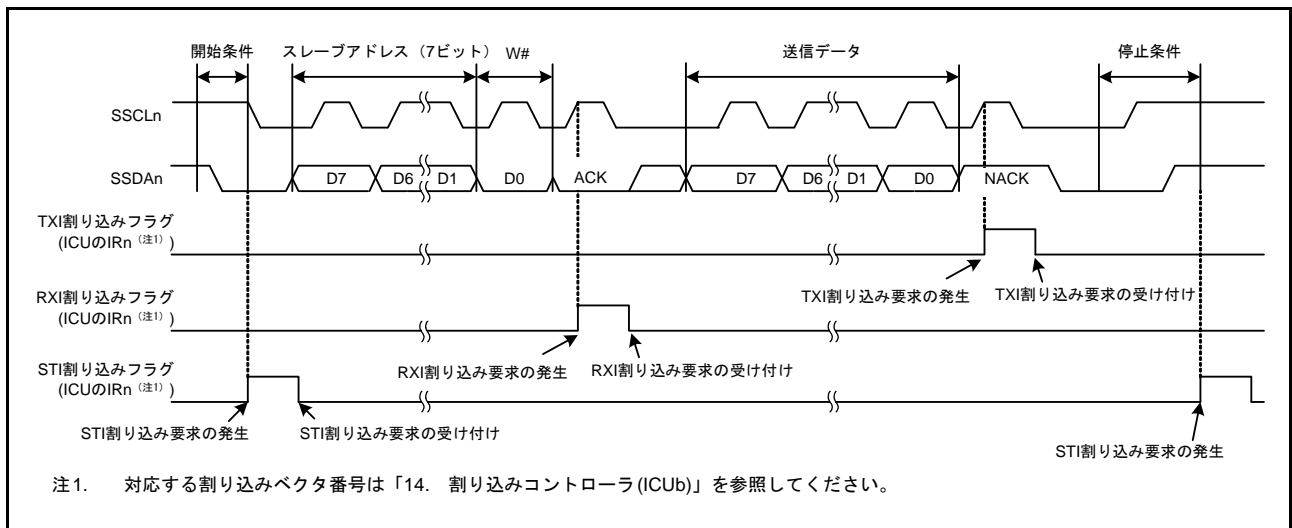 開始条件 スレーブアドレス（7ビット） W# 送信データ 停止条件
SSCLn
SSDAn D7 D6 D1 D0 ACK D7 D6 D1 D0 NACK
TXI割り込みフラグ
(ICUのIRn（注1）)
TXI割り込み要求の発生 TXI割り込み要求の受け付け
RXI割り込みフラグ
(ICUのIRn（注1）)
RXI割り込み要求の発生 RXI割り込み要求の受け付け
STI割り込みフラグ
(ICUのIRn（注1）)
STI割り込み要求の発生 STI割り込み要求の受け付け
STI割り込み要求の発生
注1. 対応する割り込みベクタ番号は「14. 割り込みコントローラ(ICUb)」を参照してください。